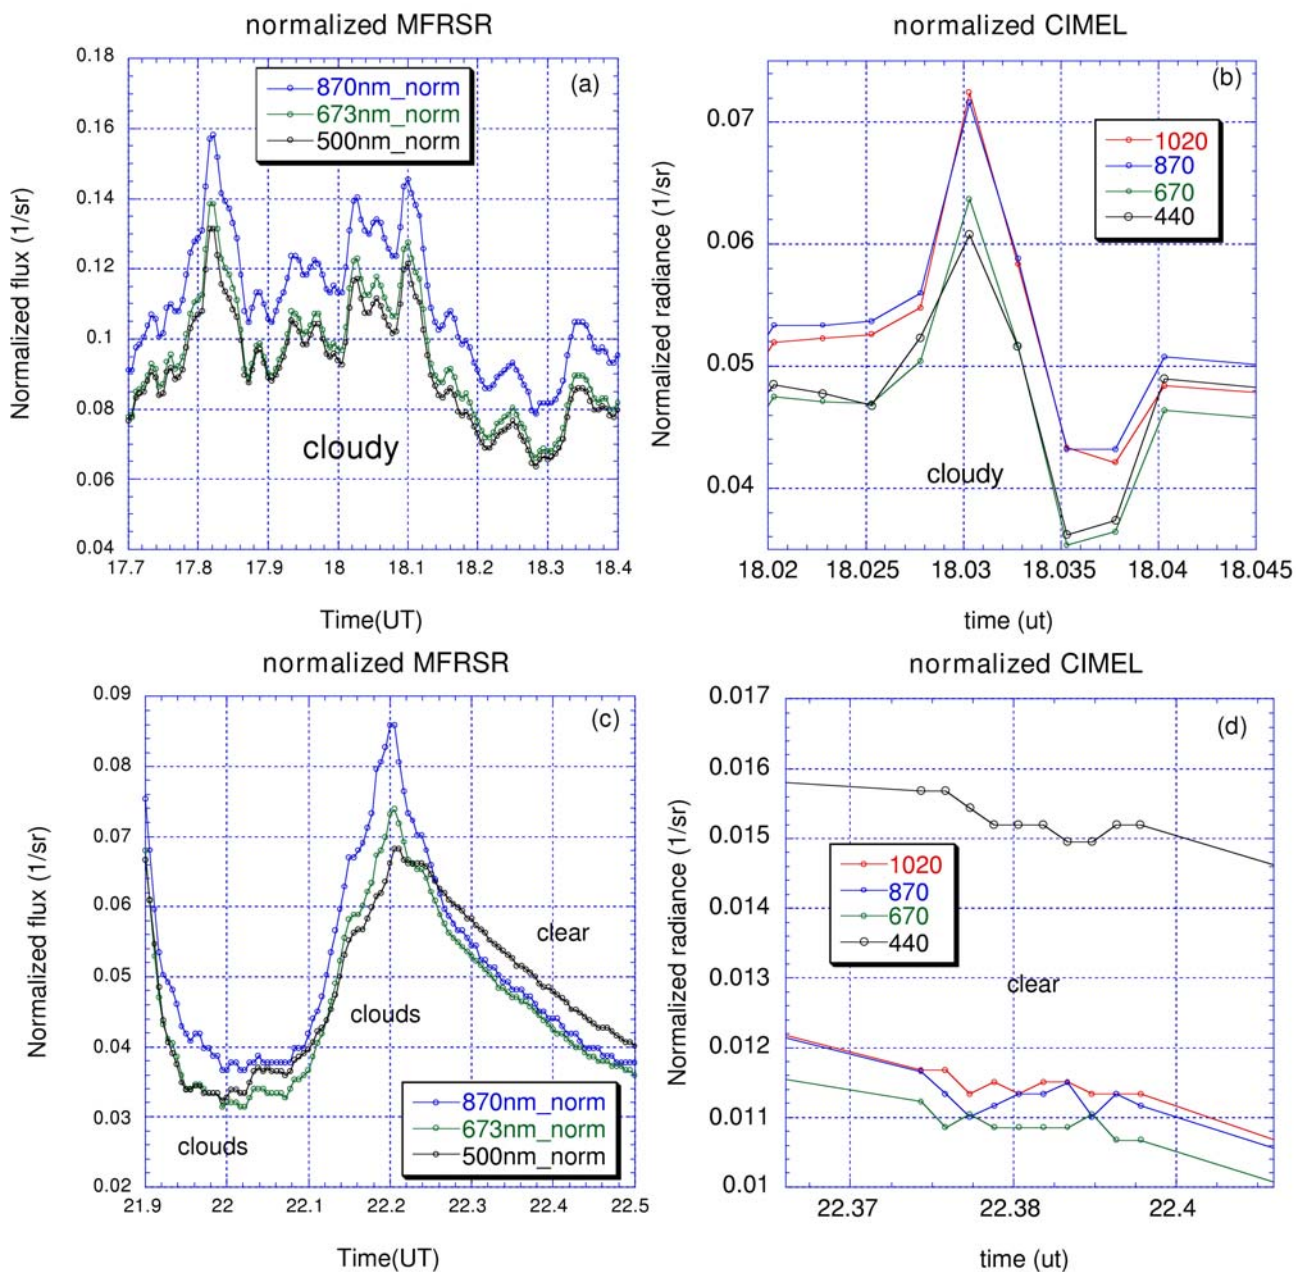 normalized MFRSR
(a)
870nm_norm
673nm_norm
500nm_norm
Normalized flux (1/sr)
0.18
0.16
0.14
0.12
0.1
0.08
0.06
0.04
cloudy
17.7 17.8 17.9 18 18.1 18.2 18.3 18.4
Time(UT)
normalized CIMEL
(b)
1020
870
670
440
Normalized radiance (1/sr)
0.07
0.06
0.05
0.04
cloudy
18.02 18.025 18.03 18.035 18.04 18.045
time (ut)
normalized MFRSR
(c)
Normalized flux (1/sr)
0.09
0.08
0.07
0.06
0.05
0.04
0.03
0.02
clear
clouds
clouds
870nm_norm
673nm_norm
500nm_norm
21.9 22 22.1 22.2 22.3 22.4 22.5
Time(UT)
normalized CIMEL
(d)
Normalized radiance (1/sr)
0.017
0.016
0.015
0.014
0.013
0.012
0.011
0.01
1020
870
670
440
clear
22.37 22.38 22.4
time (ut)